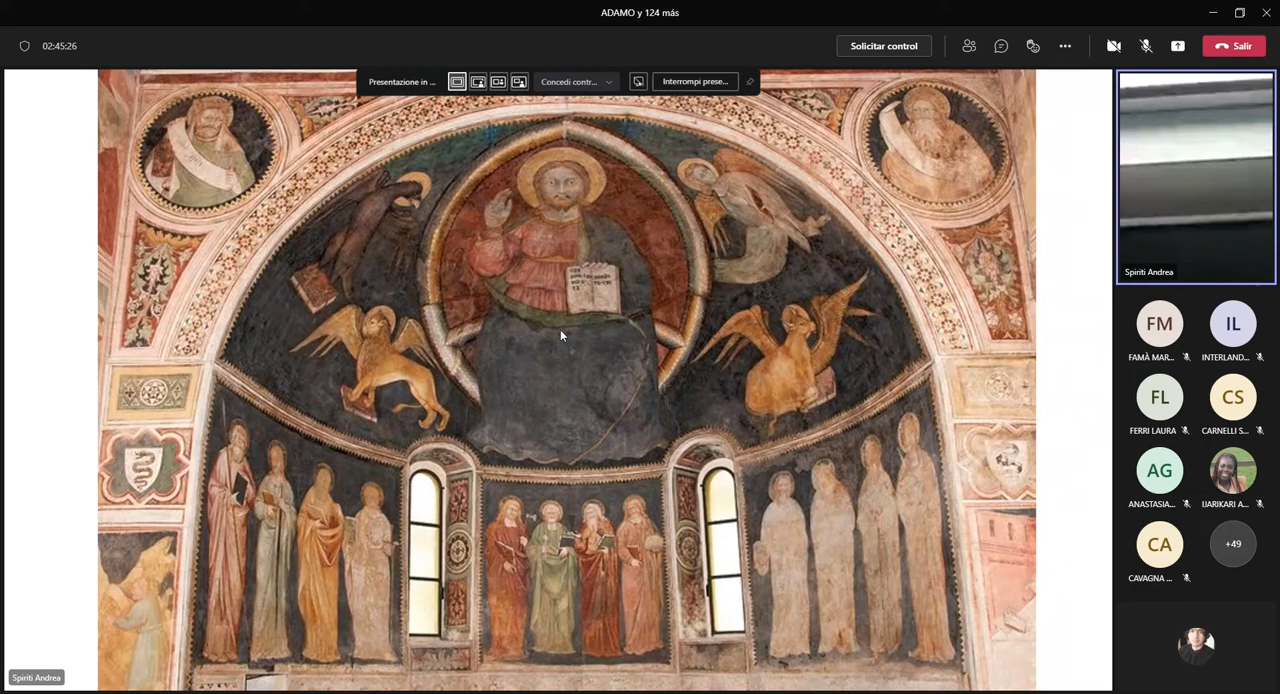 ADAMO y 124 más
02:45:26
Solicitar control
Salir
Presentazione in ...
Concedi contr...
Interrompi prese...
Spiriti Andrea
FM
IL
FAMÀ MAR...
INTERLAND...
FL
CS
FERRI LAURA
CARNELLI S...
AG
ANASTASIA...
IJARIKARI A...
CA
+49
CAVAGNA ...
Spiriti Andrea